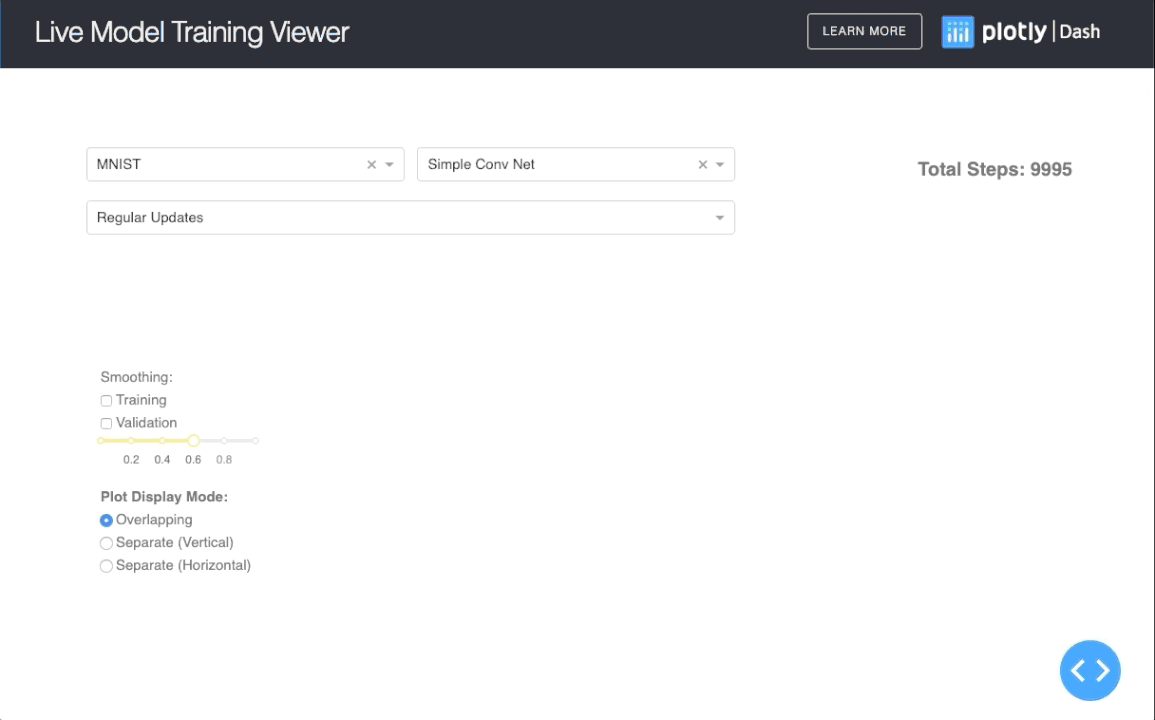 Live Model Training Viewer
LEARN MORE
plotly | Dash
MNIST
Simple Conv Net
Total Steps: 9995
Regular Updates
Smoothing:
Training
Validation
0.2 0.4 0.6 0.8
Plot Display Mode:
Overlapping
Separate (Vertical)
Separate (Horizontal)